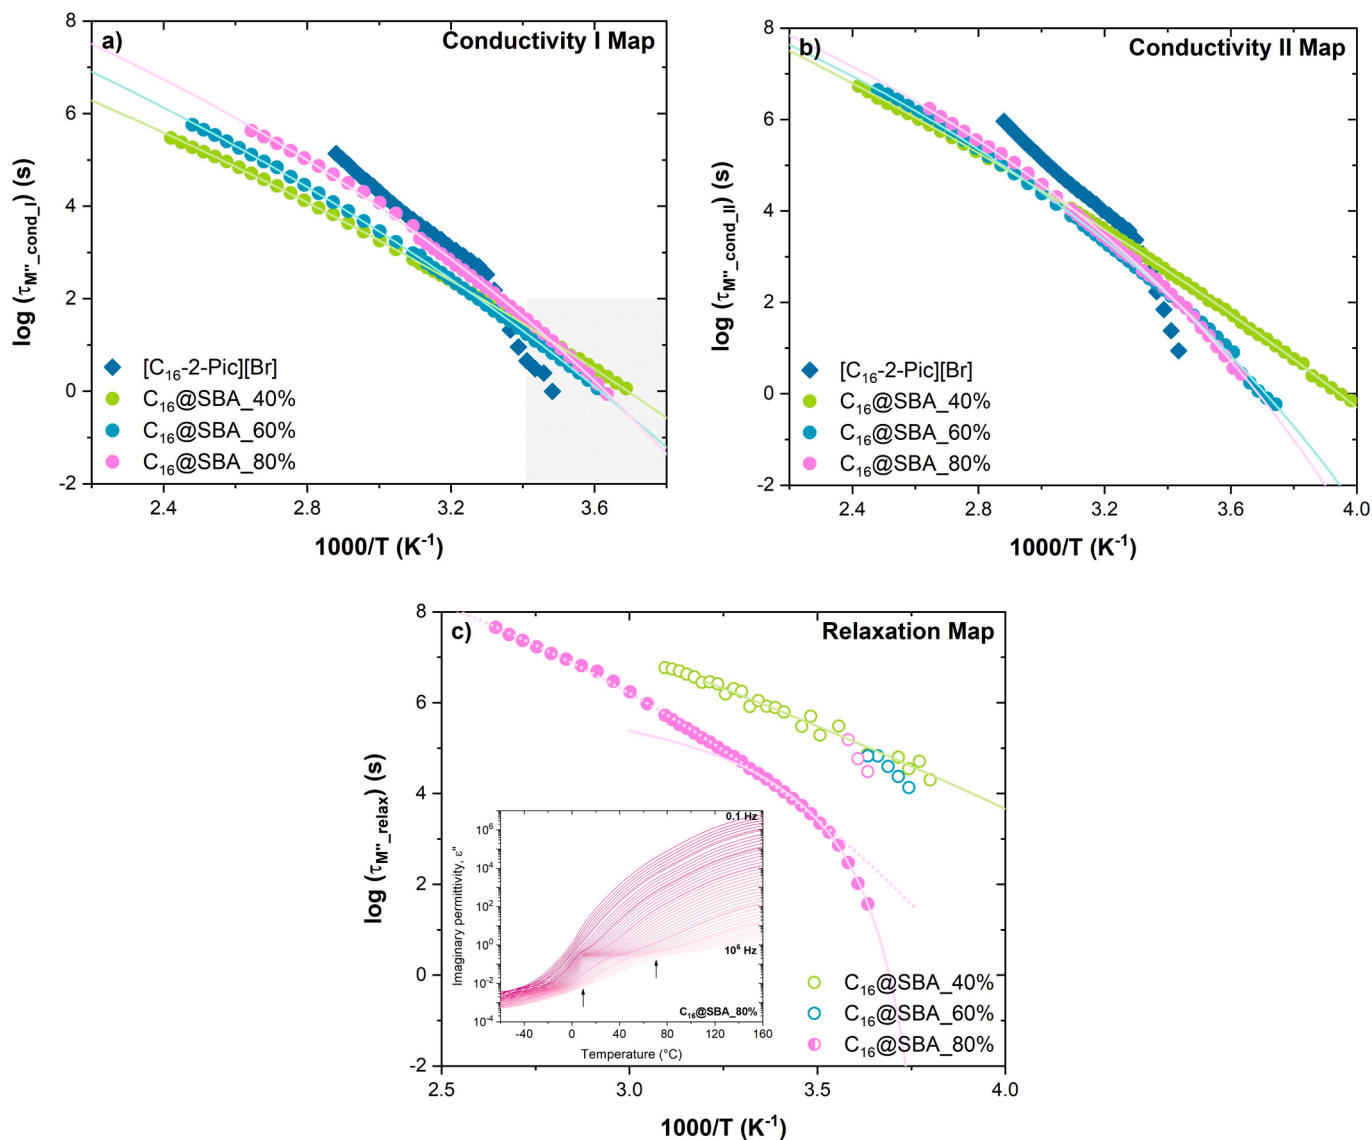 a) Conductivity I Map
log (τM''_cond_I) (s)
8
6
4
2
0
-2
[C16-2-Pic][Br]
C16@SBA_40%
C16@SBA_60%
C16@SBA_80%
2.4 2.8 3.2 3.6
1000/T (K-1)
b) Conductivity II Map
log (τM''_cond_II) (s)
8
6
4
2
0
-2
[C16-2-Pic][Br]
C16@SBA_40%
C16@SBA_60%
C16@SBA_80%
2.4 2.8 3.2 3.6 4.0
1000/T (K-1)
c) Relaxation Map
log (τM''_relax) (s)
8
6
4
2
0
-2
Imaginary permittivity, ε''
10^6
10^4
10^2
10^0
10^-2
10^-4
0.1 Hz
10^6 Hz
C16@SBA_80%
-40 0 40 80 120 160
Temperature (°C)
C16@SBA_40%
C16@SBA_60%
C16@SBA_80%
2.5 3.0 3.5 4.0
1000/T (K-1)